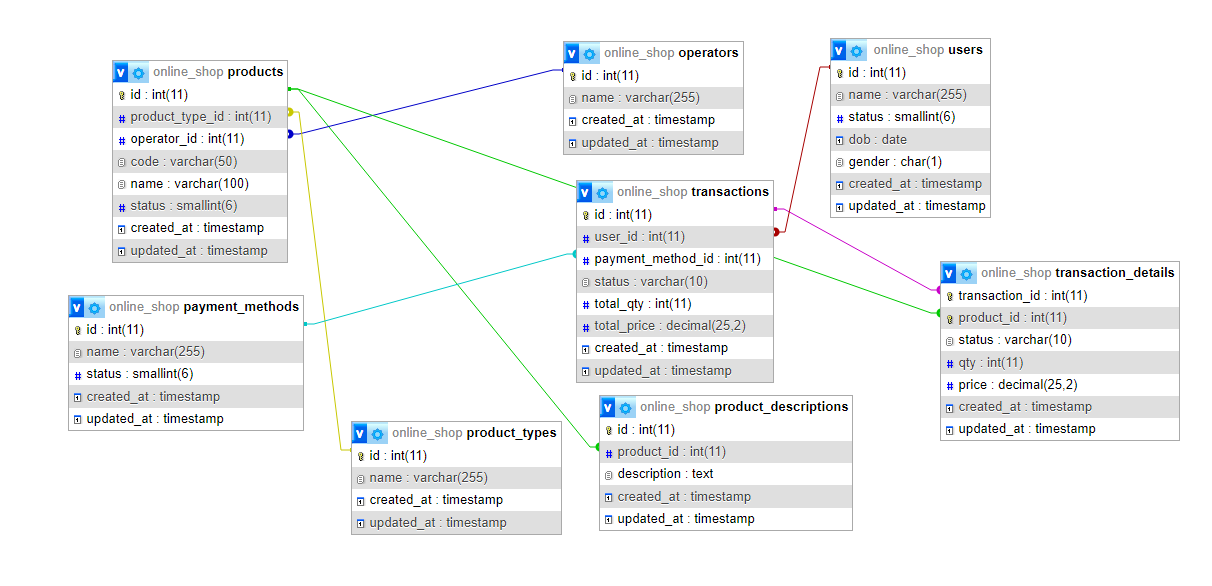 online_shop products
id : int(11)
product_type_id : int(11)
operator_id : int(11)
code : varchar(50)
name : varchar(100)
status : smallint(6)
created_at : timestamp
updated_at : timestamp
online_shop operators
id : int(11)
name : varchar(255)
created_at : timestamp
updated_at : timestamp
online_shop users
id : int(11)
name : varchar(255)
status : smallint(6)
dob : date
gender : char(1)
created_at : timestamp
updated_at : timestamp
online_shop transactions
id : int(11)
user_id : int(11)
payment_method_id : int(11)
status : varchar(10)
total_qty : int(11)
total_price : decimal(25,2)
created_at : timestamp
updated_at : timestamp
online_shop transaction_details
transaction_id : int(11)
product_id : int(11)
status : varchar(10)
qty : int(11)
price : decimal(25,2)
created_at : timestamp
updated_at : timestamp
online_shop payment_methods
id : int(11)
name : varchar(255)
status : smallint(6)
created_at : timestamp
updated_at : timestamp
online_shop product_types
id : int(11)
name : varchar(255)
created_at : timestamp
updated_at : timestamp
online_shop product_descriptions
id : int(11)
product_id : int(11)
description : text
created_at : timestamp
updated_at : timestamp